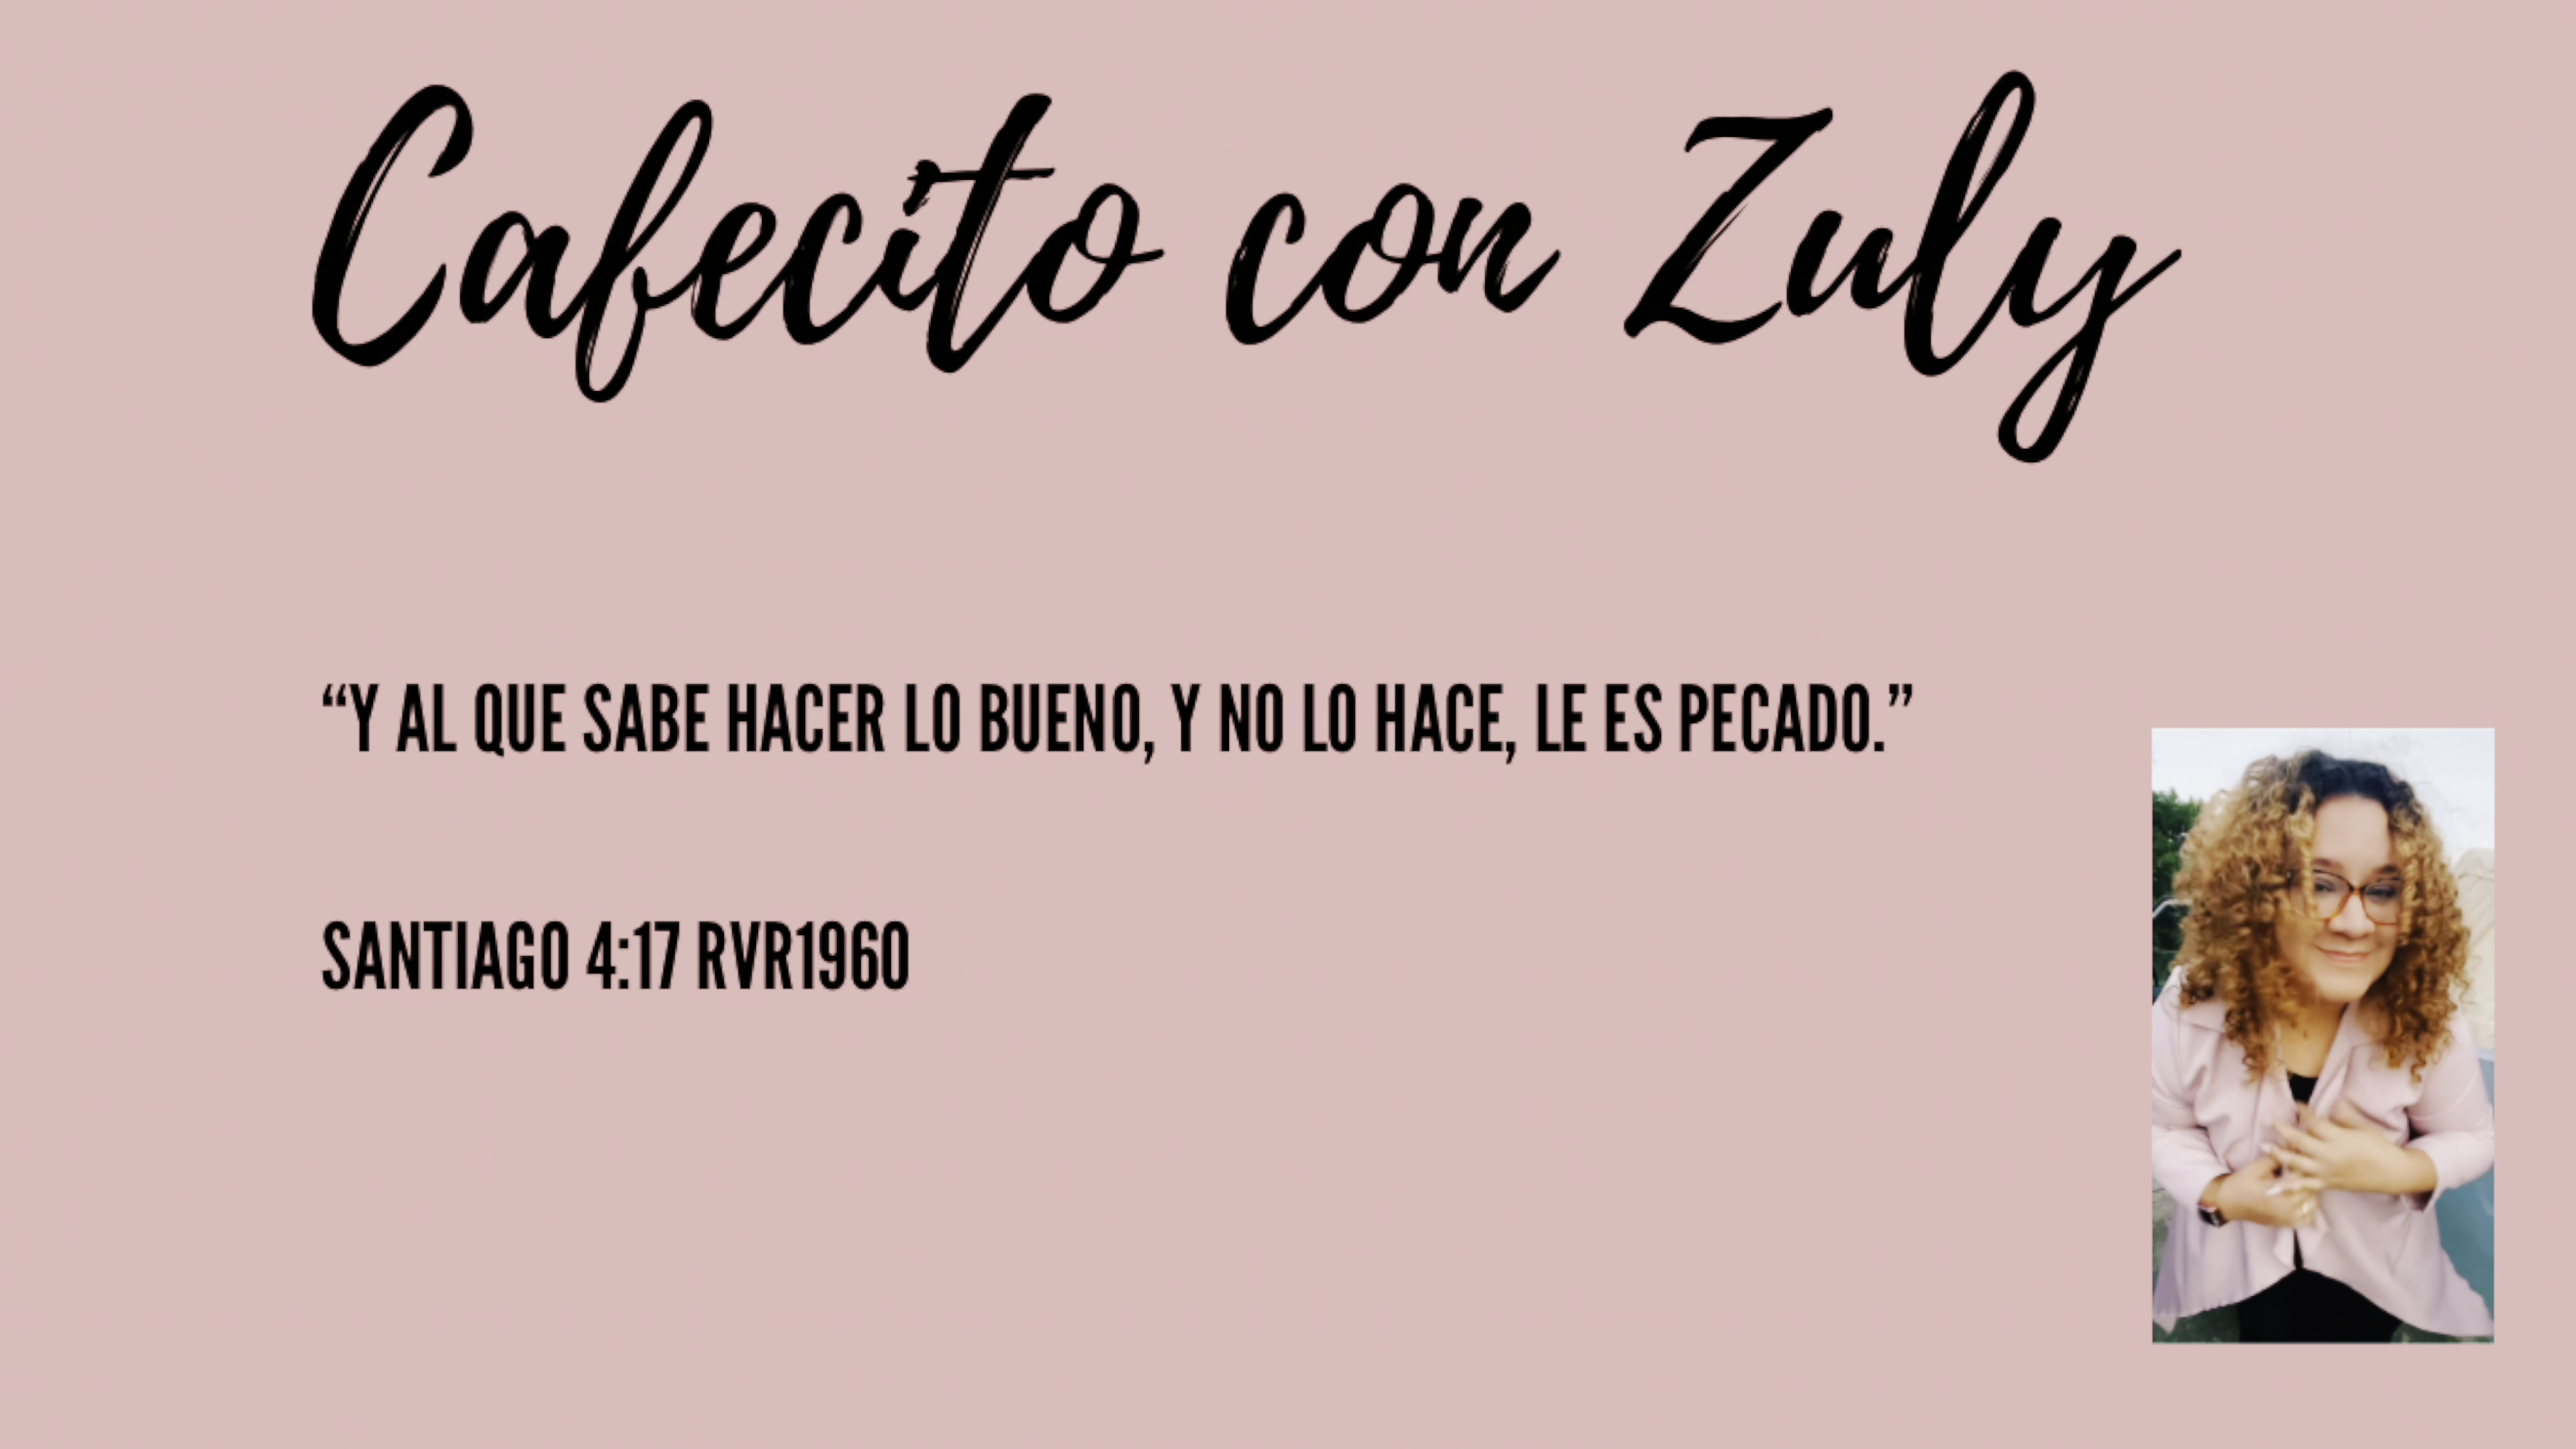 Cafecito con Zuly
“Y AL QUE SABE HACER LO BUENO, Y NO LO HACE, LE ES PECADO.”
SANTIAGO 4:17 RVR1960